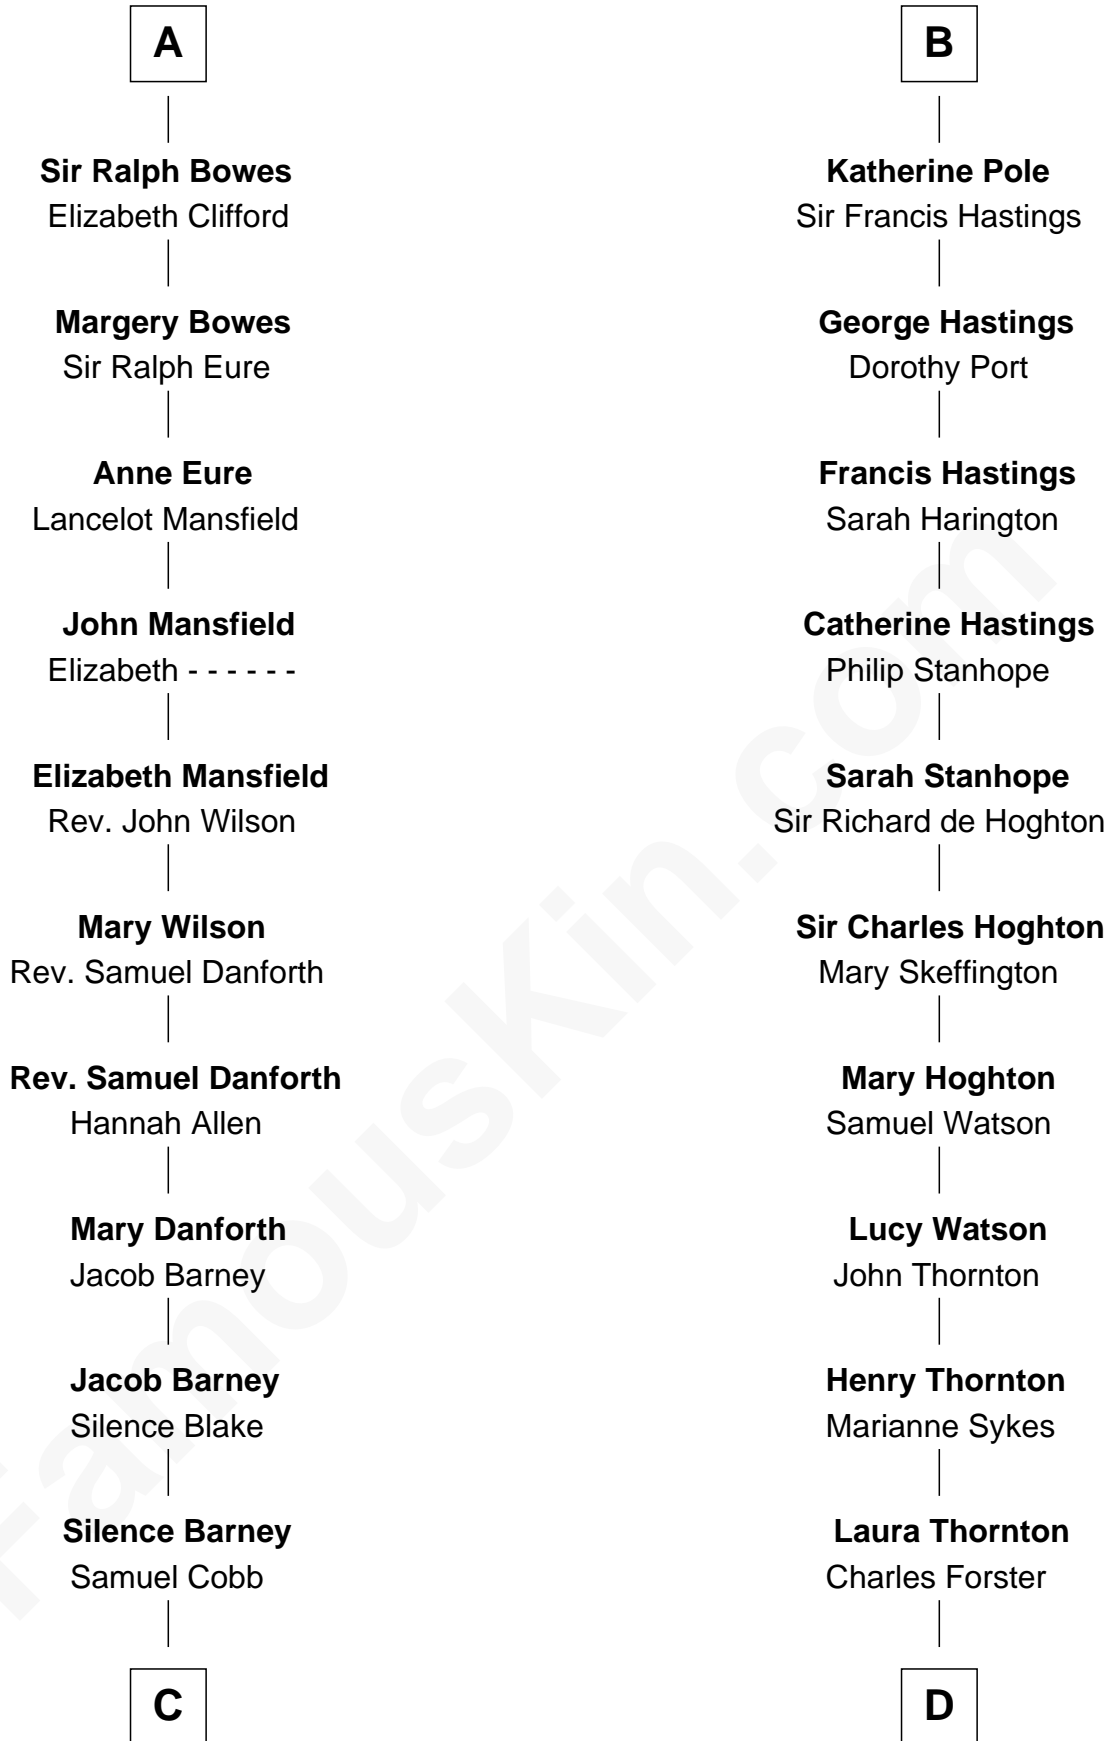 A
Sir Ralph Bowes
Elizabeth Clifford
Margery Bowes
Sir Ralph Eure
Anne Eure
Lancelot Mansfield
John Mansfield
Elizabeth - - - - - -
Elizabeth Mansfield
Rev. John Wilson
Mary Wilson
Rev. Samuel Danforth
Rev. Samuel Danforth
Hannah Allen
Mary Danforth
Jacob Barney
Jacob Barney
Silence Blake
Silence Barney
Samuel Cobb
C
B
Katherine Pole
Sir Francis Hastings
George Hastings
Dorothy Port
Francis Hastings
Sarah Harington
Catherine Hastings
Philip Stanhope
Sarah Stanhope
Sir Richard de Hoghton
Sir Charles Hoghton
Mary Skeffington
Mary Hoghton
Samuel Watson
Lucy Watson
John Thornton
Henry Thornton
Marianne Sykes
Laura Thornton
Charles Forster
D
FamousKin.com